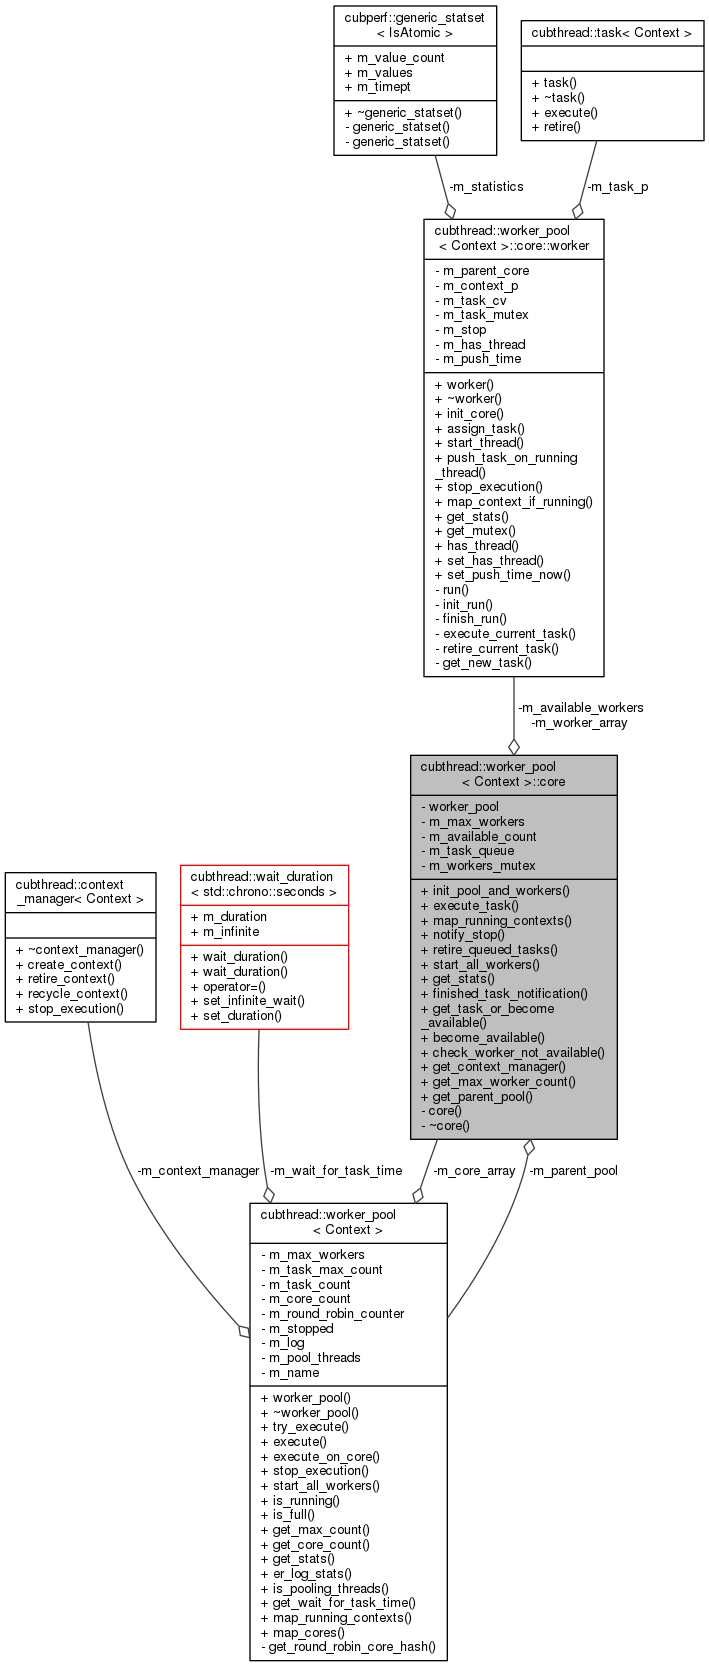 cubperf::generic_statset
< IsAtomic >
+ m_value_count
+ m_values
+ m_timept
+ ~generic_statset()
- generic_statset()
- generic_statset()
cubthread::task< Context >
+ task()
+ ~task()
+ execute()
+ retire()
-m_statistics
-m_task_p
cubthread::worker_pool
< Context >::core::worker
- m_parent_core
- m_context_p
- m_task_cv
- m_task_mutex
- m_stop
- m_has_thread
- m_push_time
+ worker()
+ ~worker()
+ init_core()
+ assign_task()
+ start_thread()
+ push_task_on_running
_thread()
+ stop_execution()
+ map_context_if_running()
+ get_stats()
+ get_mutex()
+ has_thread()
+ set_has_thread()
+ set_push_time_now()
- run()
- init_run()
- finish_run()
- execute_current_task()
- retire_current_task()
- get_new_task()
-m_available_workers
-m_worker_array
cubthread::worker_pool
< Context >::core
- worker_pool
- m_max_workers
- m_available_count
- m_task_queue
- m_workers_mutex
+ init_pool_and_workers()
+ execute_task()
+ map_running_contexts()
+ notify_stop()
+ retire_queued_tasks()
+ start_all_workers()
+ get_stats()
+ finished_task_notification()
+ get_task_or_become
_available()
+ become_available()
+ check_worker_not_available()
+ get_context_manager()
+ get_max_worker_count()
+ get_parent_pool()
- core()
- ~core()
cubthread::context
_manager< Context >
+ ~context_manager()
+ create_context()
+ retire_context()
+ recycle_context()
+ stop_execution()
cubthread::wait_duration
< std::chrono::seconds >
+ m_duration
+ m_infinite
+ wait_duration()
+ wait_duration()
+ operator=()
+ set_infinite_wait()
+ set_duration()
-m_context_manager
-m_wait_for_task_time
-m_core_array
-m_parent_pool
cubthread::worker_pool
< Context >
- m_max_workers
- m_task_max_count
- m_task_count
- m_core_count
- m_round_robin_counter
- m_stopped
- m_log
- m_pool_threads
- m_name
+ worker_pool()
+ ~worker_pool()
+ try_execute()
+ execute()
+ execute_on_core()
+ stop_execution()
+ start_all_workers()
+ is_running()
+ is_full()
+ get_max_count()
+ get_core_count()
+ get_stats()
+ er_log_stats()
+ is_pooling_threads()
+ get_wait_for_task_time()
+ map_running_contexts()
+ map_cores()
- get_round_robin_core_hash()